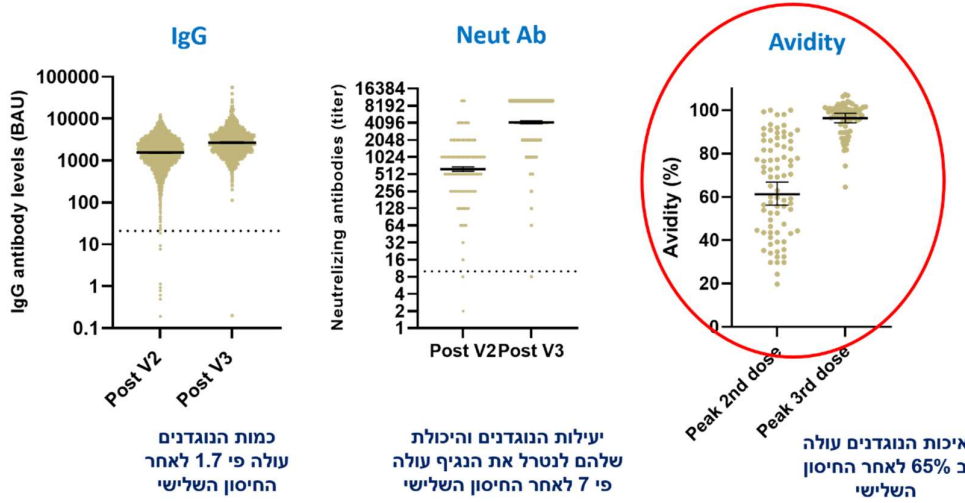 IgG
IgG antibody levels (BAU)
100000
10000
1000
100
10
1
0.1
Post V2
Post V3
כמות הנוגדנים
עולה פי 1.7 לאחר
החיסון השלישי
Neut Ab
Neutrelizing antibodies (titer)
16384
8192
4096
2048
1024
512
256
128
64
32
16
8
4
2
1
Post V2
Post V3
יעילות הנוגדנים והיכולת
שלהם לנטרל את הנגיף עולה
פי 7 לאחר החיסון השלישי
Avidity
Avidity (%)
100
80
60
40
20
0
Peak 2nd dose
Peak 3rd dose
איכות הנוגדנים עולה
ב 65% לאחר החיסון
השלישי